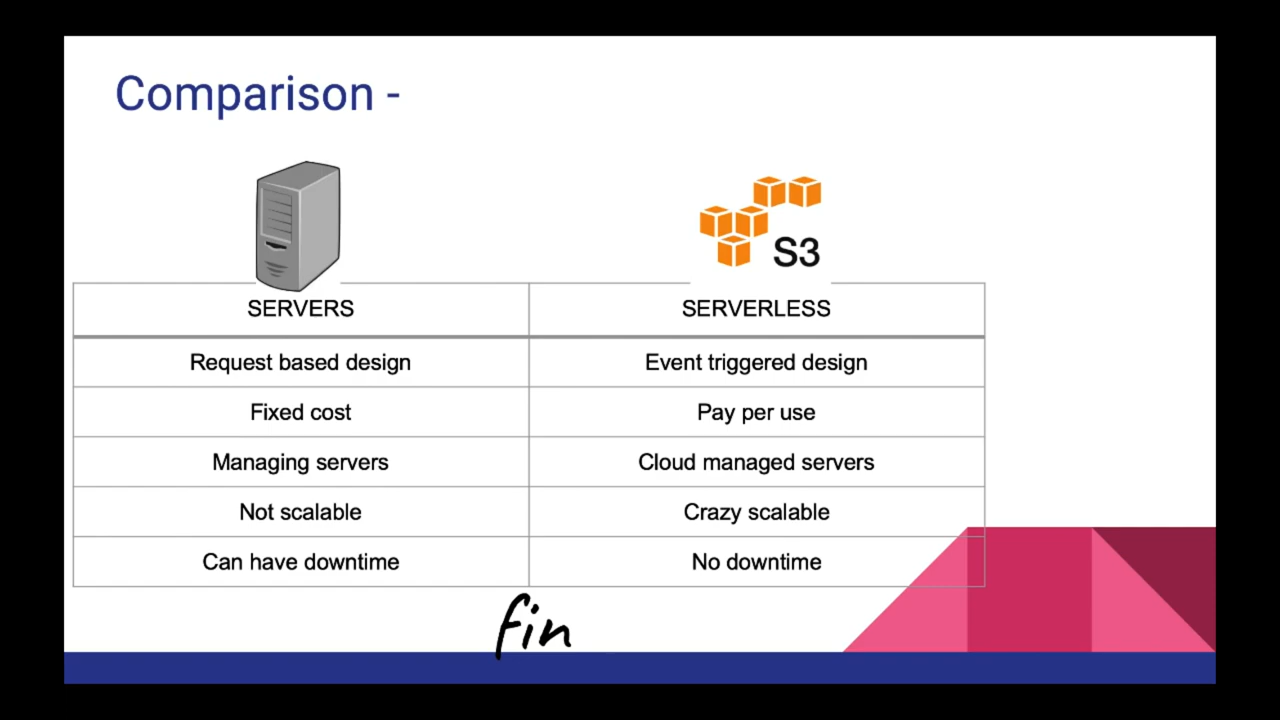 Comparison -
S3
SERVERS SERVERLESS
Request based design Event triggered design
Fixed cost Pay per use
Managing servers Cloud managed servers
Not scalable Crazy scalable
Can have downtime No downtime
fin